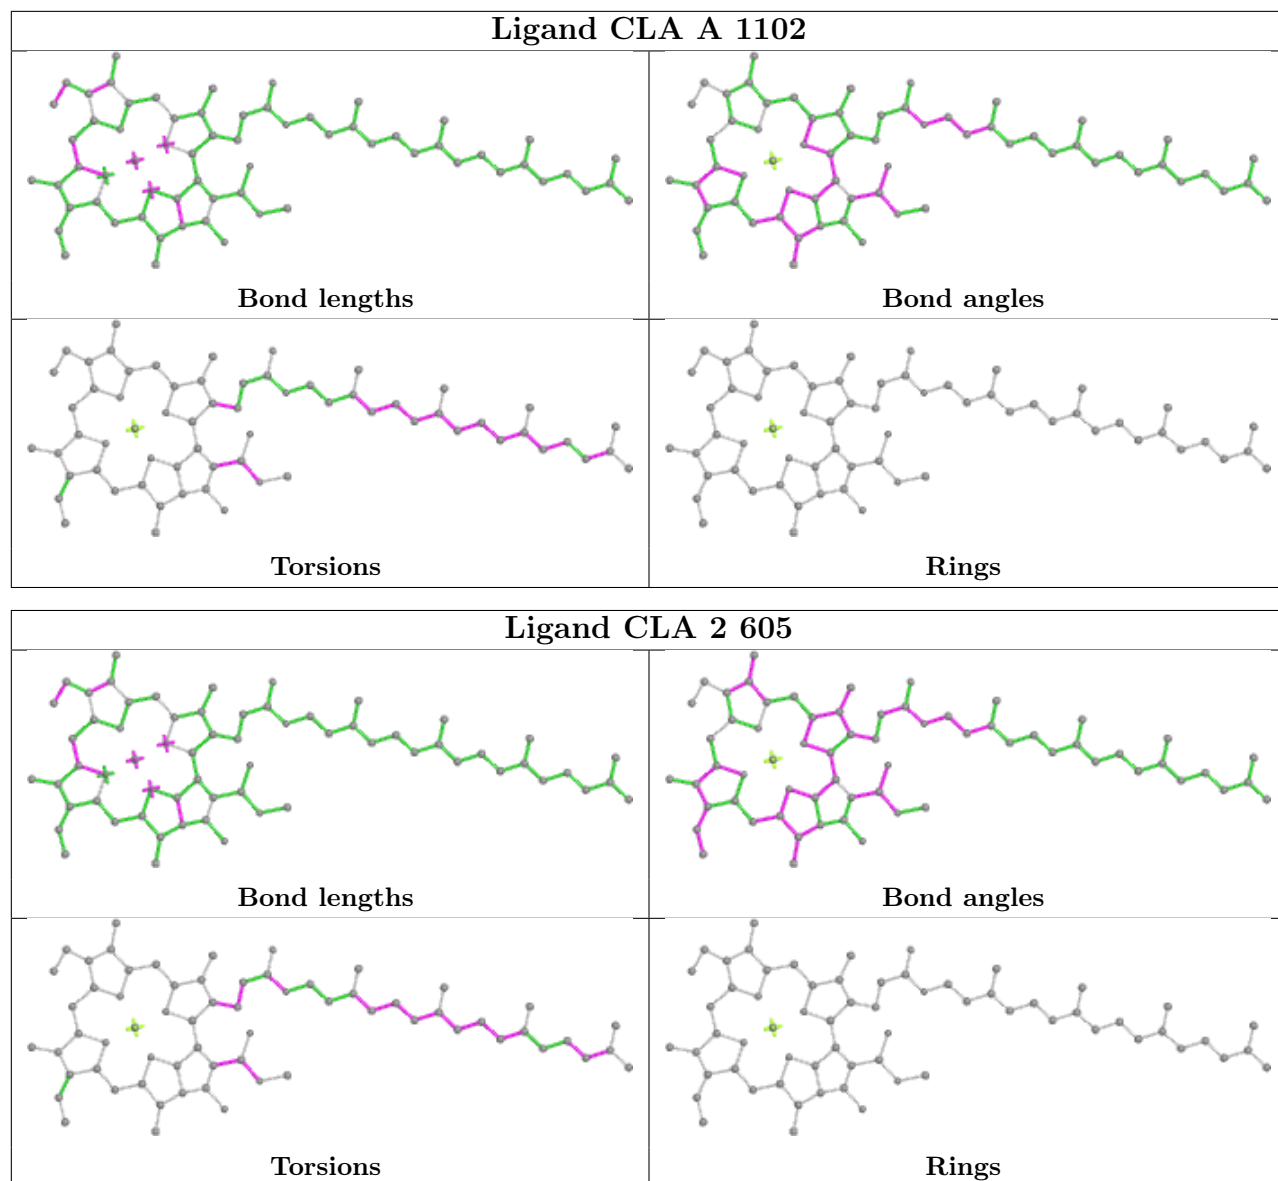 Ligand CLA A 1102
Bond lengths
Bond angles
Torsions
Rings
Ligand CLA 2 605
Bond lengths
Bond angles
Torsions
Rings